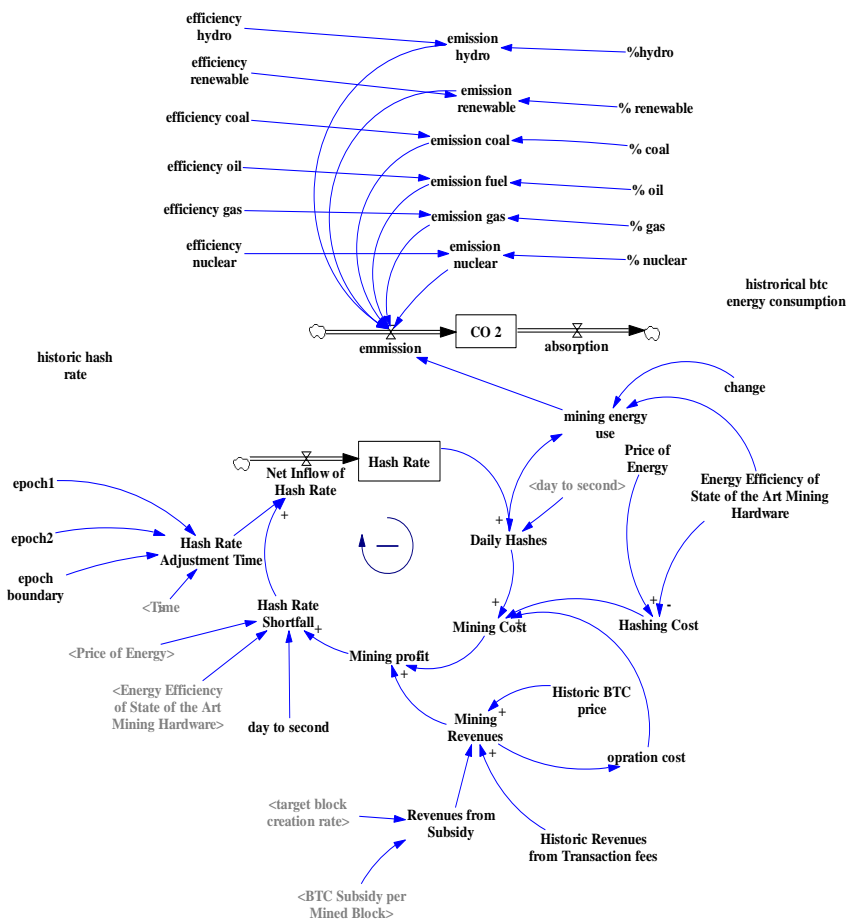 efficiency
hydro
emission
hydro
%hydro
efficiency
renewable
emission
renewable
% renewable
efficiency coal
emission coal
% coal
efficiency oil
emission fuel
% oil
efficiency gas
emission gas
% gas
efficiency
nuclear
emission
nuclear
% nuclear
histrorical btc
energy consumption
CO 2
emmission
absorption
historic hash
rate
change
mining energy
use
Price of
Energy
Energy Efficiency of
State of the Art Mining
Hardware
Hash Rate
Net Inflow of
Hash Rate
+
<day to second>
epoch1
epoch2
epoch
boundary
Hash Rate
Adjustment Time
<Time
+
Daily Hashes
Hash Rate
Shortfall
+
+
Mining Cost
+
+
-
Hashing Cost
<Price of Energy>
Mining profit
+
<Energy Efficiency
of State of the Art
Mining Hardware>
day to second
Historic BTC
price
+
Mining
Revenues
+
opration cost
<target block
creation rate>
Revenues from
Subsidy
Historic Revenues
from Transaction fees
<BTC Subsidy per
Mined Block>